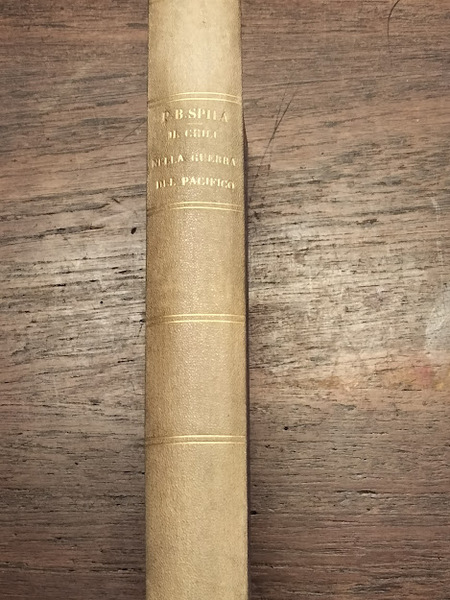 P. B. SPILA
IL CHILI
NELLA GUERRA
DEL PACIFICO